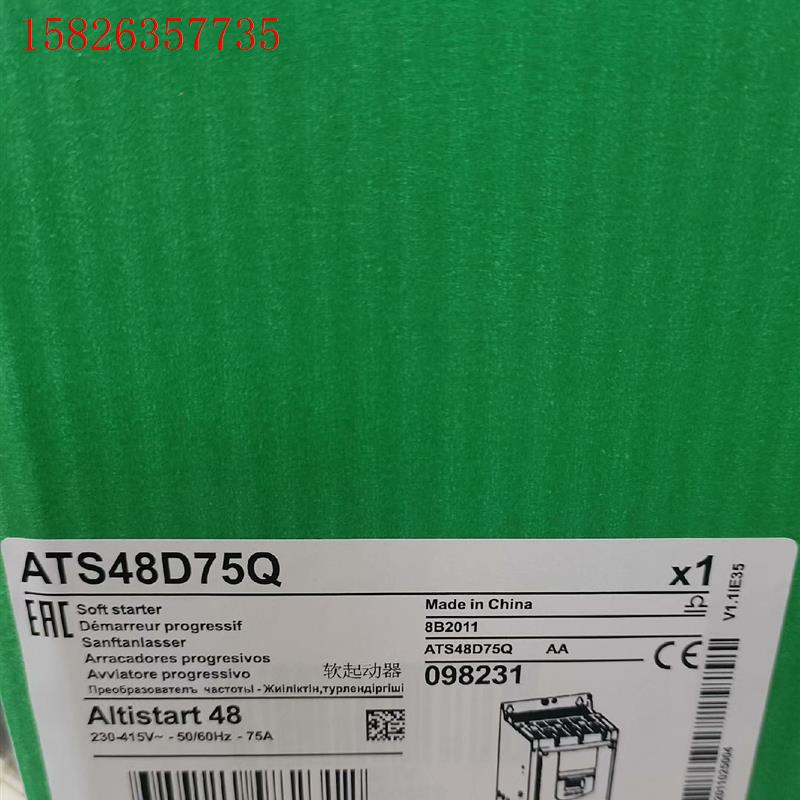 15826357735
ATS48D75Q
x1
EAC
Soft starter
Démarreur progressif
Sanftanlasser
Arracadores progresivos
Avviatore progressivo
软起动器
Преобразователь частоты - Жиіліктің,турлендіргіші
Altistart 48
230-415V~ - 50/60Hz - 75A
Made in China
8B2011
ATS48D75Q AA
098231
CE
V1.1IE35